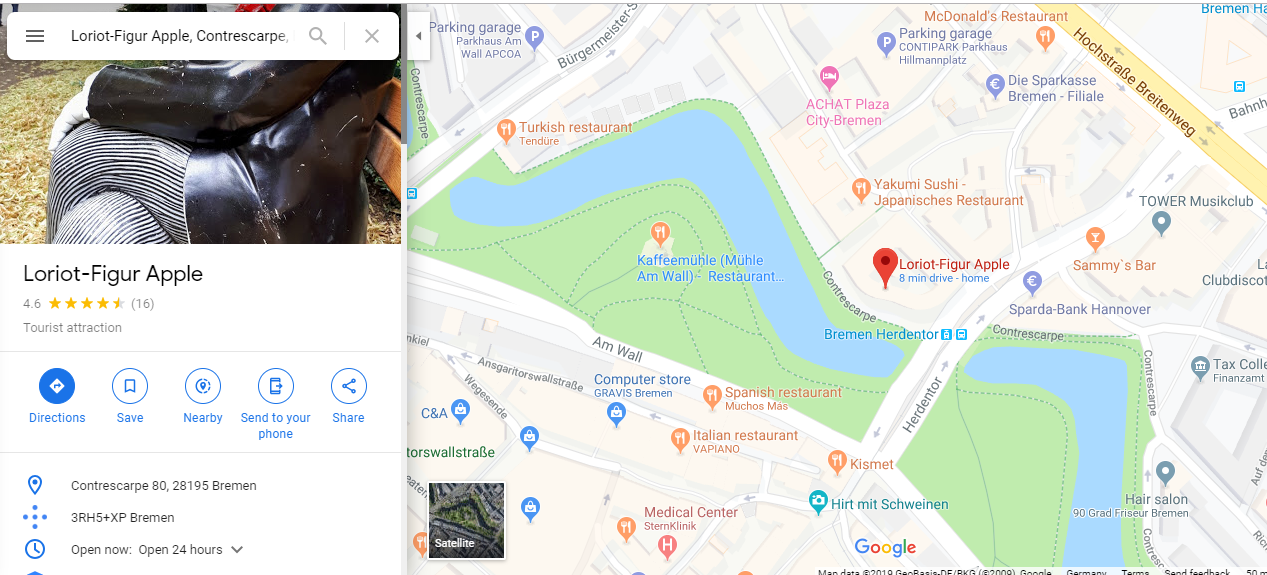 Loriot-Figur Apple, Contrescarpe,
Loriot-Figur Apple
4.6
(16)
Tourist attraction
Directions
Save
Nearby
Send to your
phone
Share
Contrescarpe 80, 28195 Bremen
3RH5+XP Bremen
Open now: Open 24 hours
Parking garage
Parkhaus Am
Wall APCOA
P
Bürgermeister-S
Contrescarpe
McDonald's Restaurant
Bremen Ha
Parking garage
CONTIPARK Parkhaus
Hillmannplatz
P
Hochstraße Breitenweg
Die Sparkasse
Bremen - Filiale
€
ACHAT Plaza
City-Bremen
Bahnh
Turkish restaurant
Tendüre
Yakumi Sushi -
Japanisches Restaurant
TOWER Musikclub
Kaffeemühle (Mühle
Am Wall) - Restaurant...
Loriot-Figur Apple
8 min drive - home
Sammy`s Bar
La
Clubdiscot
€
Sparda-Bank Hannover
Contrescarpe
Bremen Herdentor
Contrescarpe
Am Wall
nkiel
Ansgaritorswallstraße
Wegesende
Computer store
GRAVIS Bremen
Spanish restaurant
Muchos Más
Contrescarpe
Tax Colle
Finanzamt
C&A
Herdentor
Italian restaurant
VAPIANO
torswallstraße
Kismet
Auf der
Hair salon
90 Grad Friseur Bremen
Hirt mit Schweinen
Medical Center
SternKlinik
H
Contrescarpe
Satellite
Google
Map data ©2019 GeoBasis-DE/BKG (©2009), Google
Germany
Terms
Send feedback
50 m